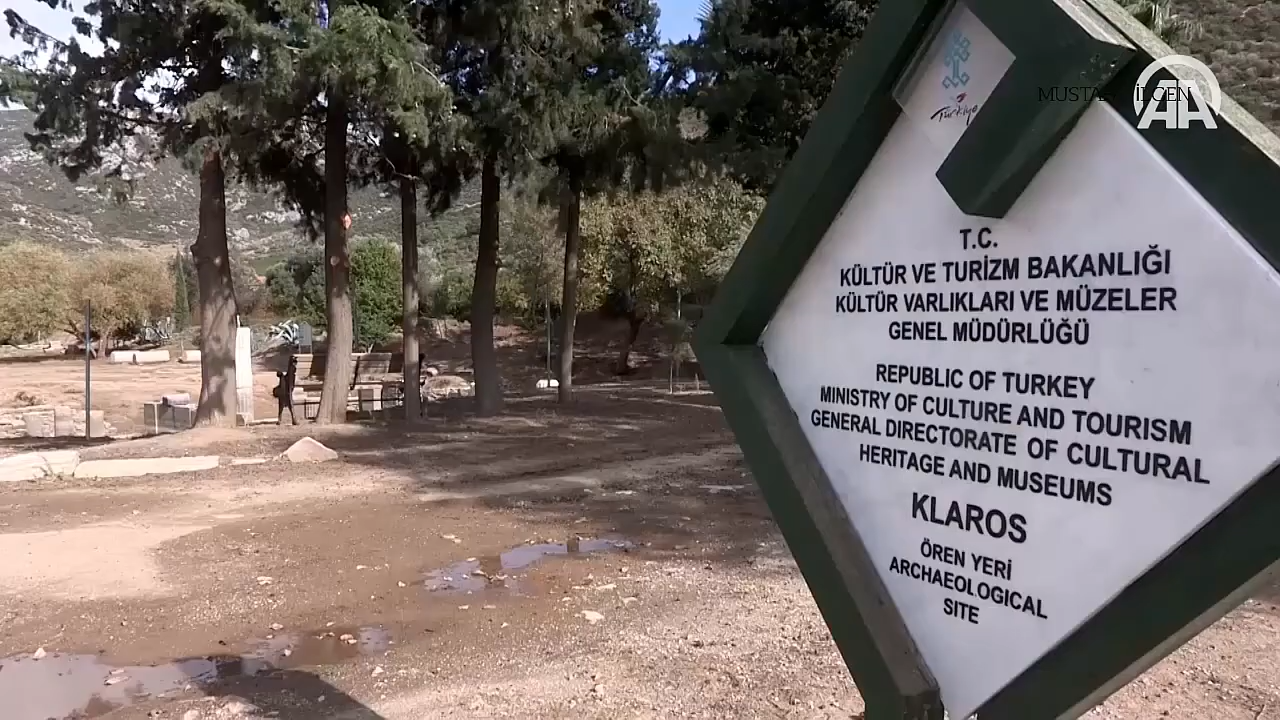 Türkiye
AA
T.C.
KÜLTÜR VE TURİZM BAKANLIĞI
KÜLTÜR VARLIKLARI VE MÜZELER
GENEL MÜDÜRLÜĞÜ
REPUBLIC OF TURKEY
MINISTRY OF CULTURE AND TOURISM
GENERAL DIRECTORATE OF CULTURAL
HERITAGE AND MUSEUMS
KLAROS
ÖREN YERİ
ARCHAEOLOGICAL
SITE